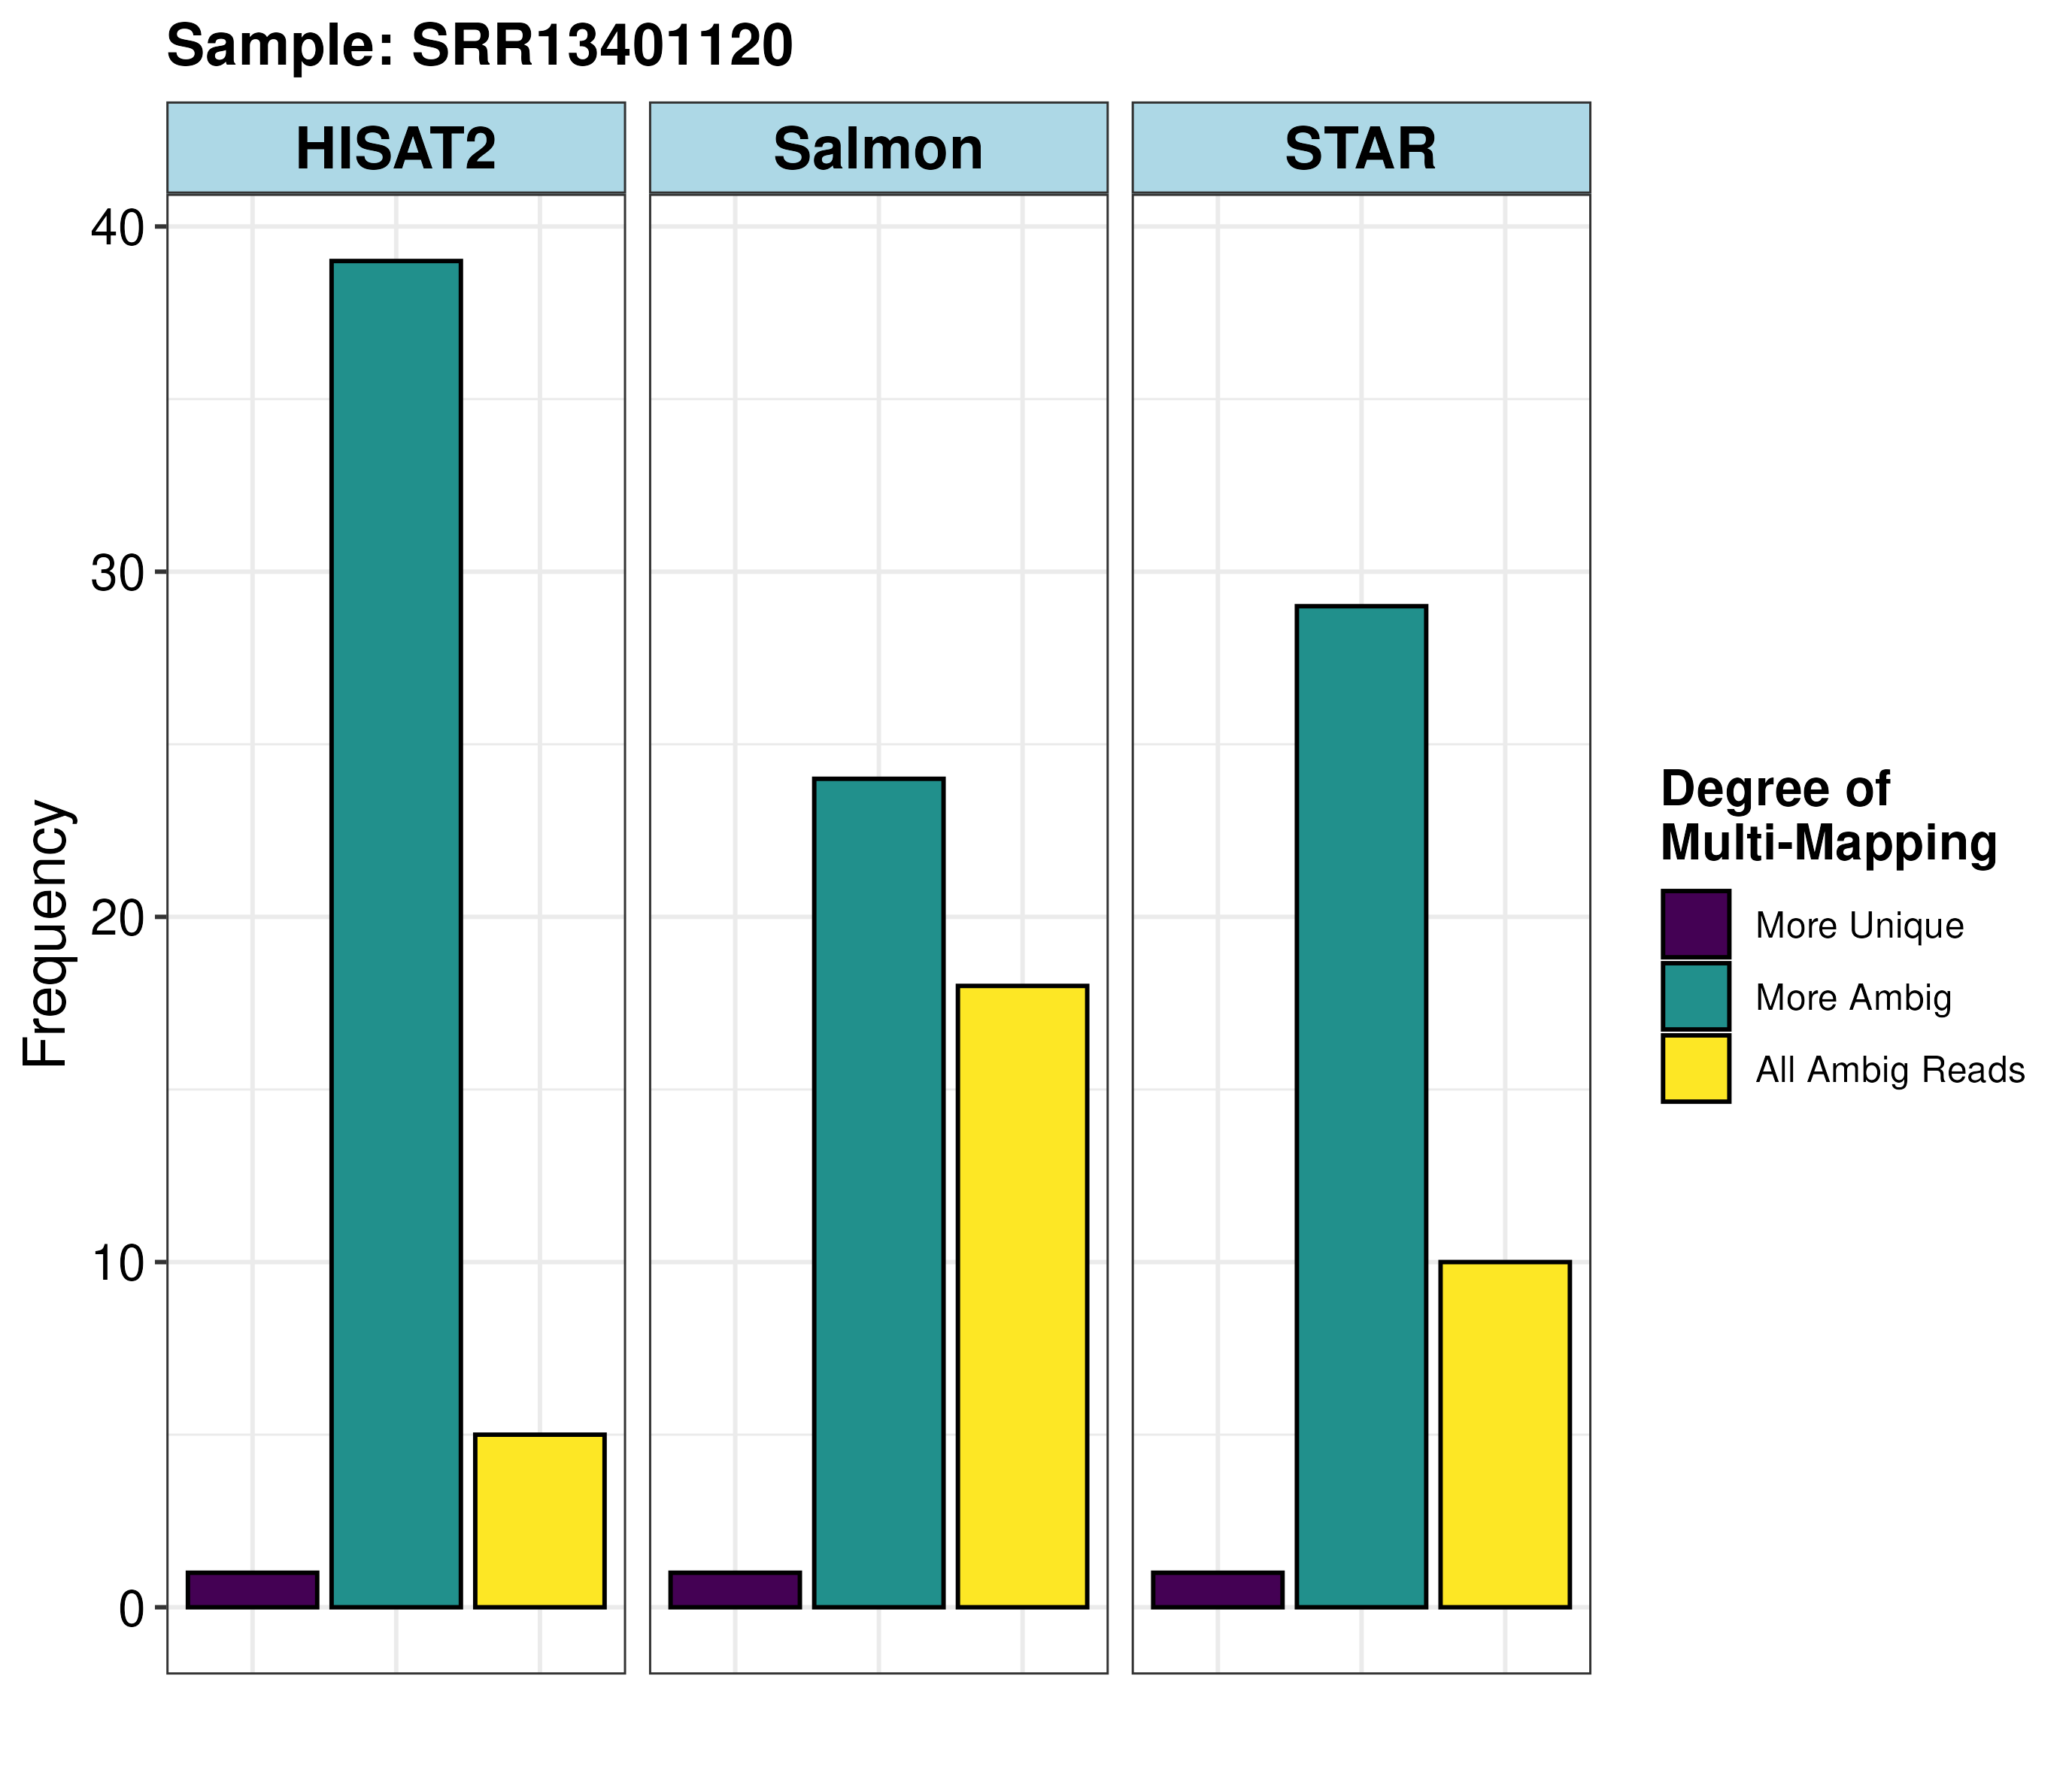 Sample: SRR13401120
HISAT2
Salmon
STAR
40
30
20
10
0
Frequency
Degree of
Multi-Mapping
More Unique
More Ambig
All Ambig Reads